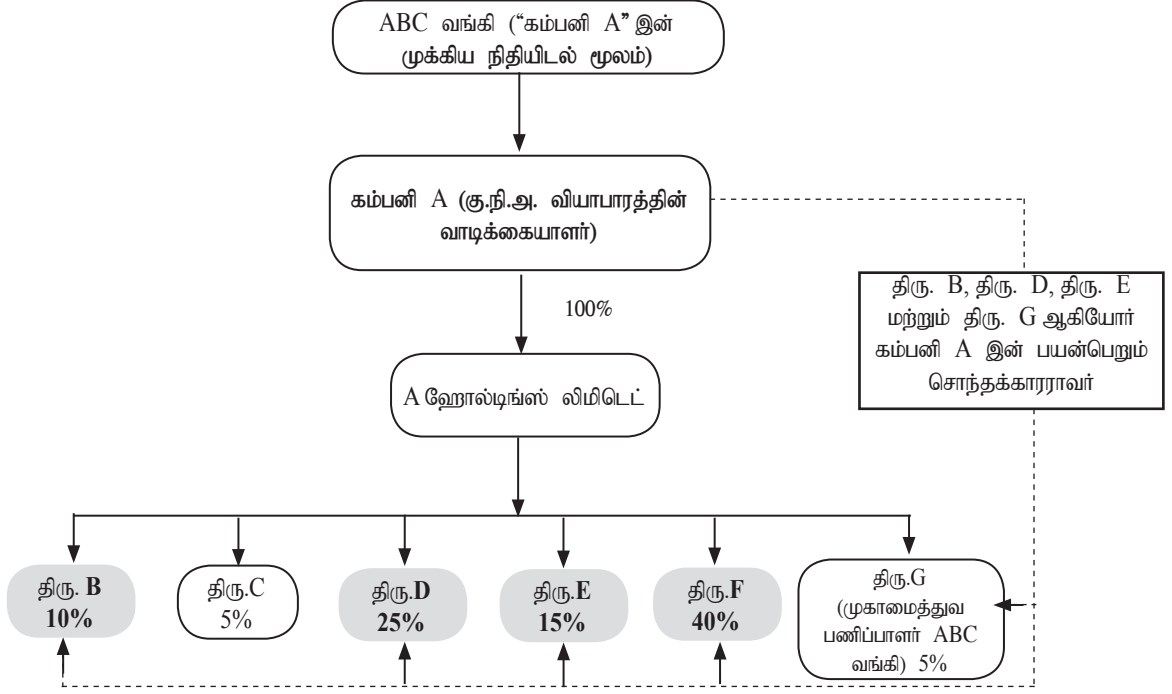 ABC வங்கி (“கம்பனி A” இன்
முக்கிய நிதியிடல் மூலம்)
கம்பனி A (கு.நி.அ. வியாபாரத்தின்
வாடிக்கையாளர்)
100%
திரு. B, திரு. D, திரு. E
மற்றும் திரு. G ஆகியோர்
கம்பனி A இன் பயன்பெறும்
சொந்தக்காரராவர்
A ஹோல்டிங்ஸ் லிமிடெட்
திரு. B
10%
திரு.C
5%
திரு.D
25%
திரு.E
15%
திரு.F
40%
திரு.G
(முகாமைத்துவ
பணிப்பாளர் ABC
வங்கி) 5%